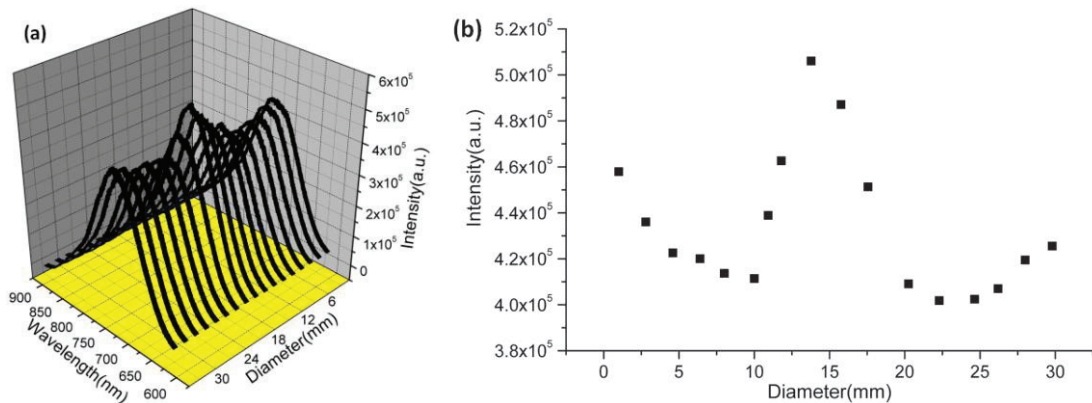 (a)
6x10⁵
5x10⁵
4x10⁵
3x10⁵
2x10⁵
1x10⁵
0
Intensity(a.u.)
900
850
800
750
700
650
600
Wavelength(nm)
30
24
18
12
6
Diameter(mm)
(b)
5.2x10⁵
5.0x10⁵
4.8x10⁵
4.6x10⁵
4.4x10⁵
4.2x10⁵
4.0x10⁵
3.8x10⁵
Intensity(a.u.)
0 5 10 15 20 25 30
Diameter(mm)